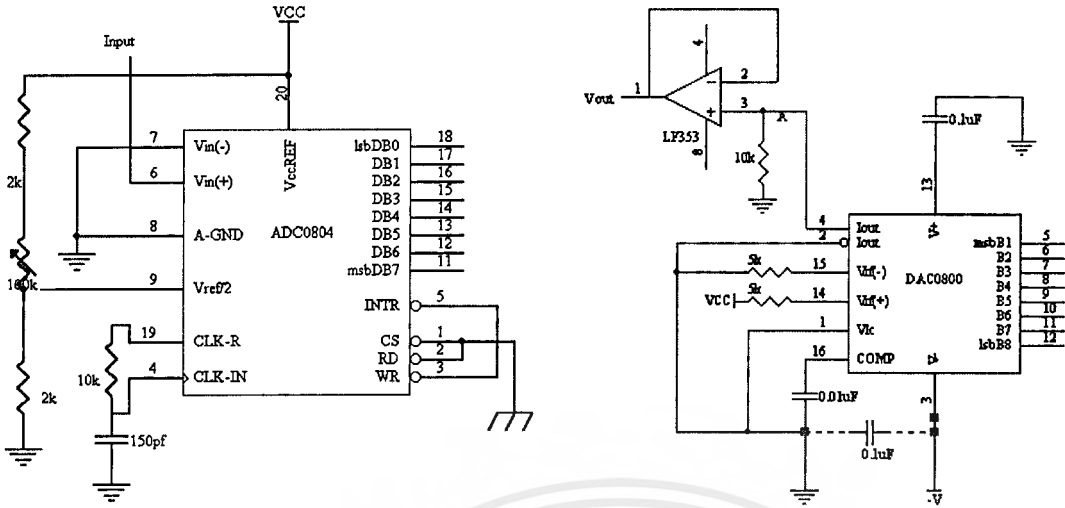 VCC
Input
20
7
Vin(-)
VccREF
lsbDB0
18
DB1
17
2k
6
Vin(+)
DB2
16
DB3
15
8
A-GND
ADC0804
DB4
14
DB5
13
DB6
12
msbDB7
11
100k
9
Vref/2
INTR
5
19
CLK-R
CS
1
RD
2
10k
4
CLK-IN
WR
3
2k
150pf
4
2
Vout
1
3
A
LF353
8
10k
0.1uF
13
4
Iout
V+
2
Iout
msbB1
5
B2
6
5k
15
Vrf(-)
DAC0800
B3
7
B4
8
5k
VCC
14
Vrf(+)
B5
9
B6
10
1
Vlc
B7
11
16
COMP
V-
lsbB8
12
0.01uF
3
0.1uF
-V